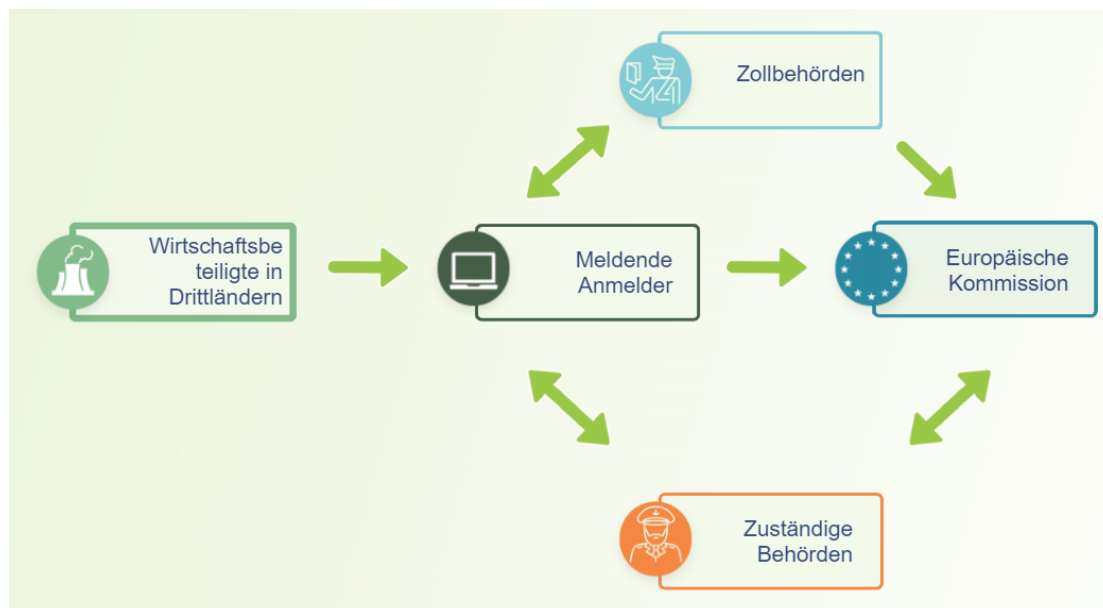 Zollbehörden
Wirtschaftsbe
teiligte in
Drittländern
Meldende
Anmelder
Europäische
Kommission
Zuständige
Behörden